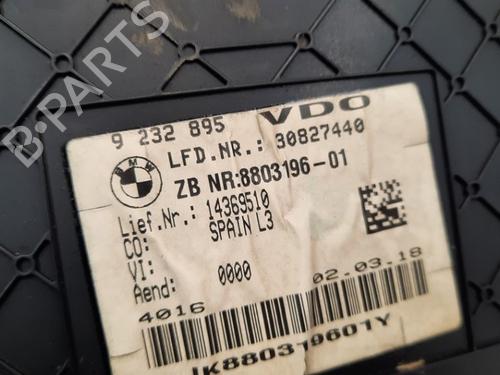 B-PARTS
9 232 895 VDO
BMW
LFD.NR.: 30827440
ZB NR:8803196-01
Lief.Nr.: 14369510
CO: SPAIN L3
VI:
Aend: 0000
4016 02.03.18
1K880319601Y